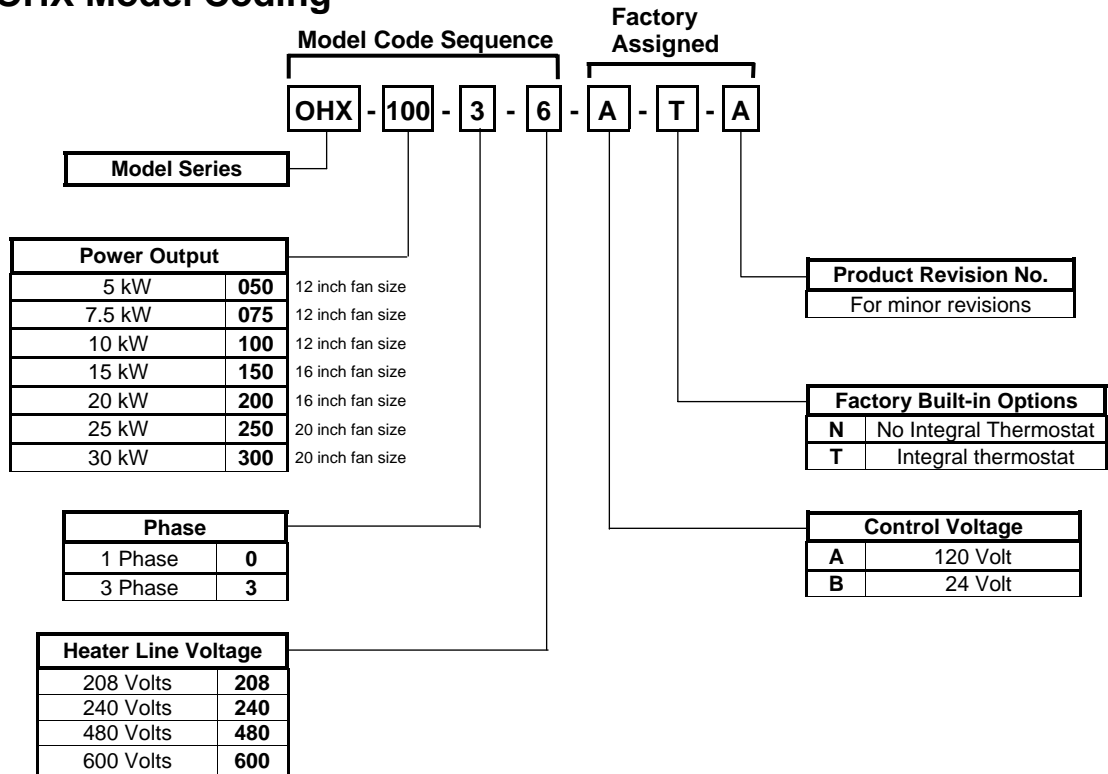 OHX Model Coding
Model Code Sequence
Factory
Assigned
OHX - 100 - 3 - 6 - A - T - A
Model Series
Power Output
5 kW 050 12 inch fan size
7.5 kW 075 12 inch fan size
10 kW 100 12 inch fan size
15 kW 150 16 inch fan size
20 kW 200 16 inch fan size
25 kW 250 20 inch fan size
30 kW 300 20 inch fan size
Product Revision No.
For minor revisions
Factory Built-in Options
N No Integral Thermostat
T Integral thermostat
Phase
1 Phase 0
3 Phase 3
Control Voltage
A 120 Volt
B 24 Volt
Heater Line Voltage
208 Volts 208
240 Volts 240
480 Volts 480
600 Volts 600